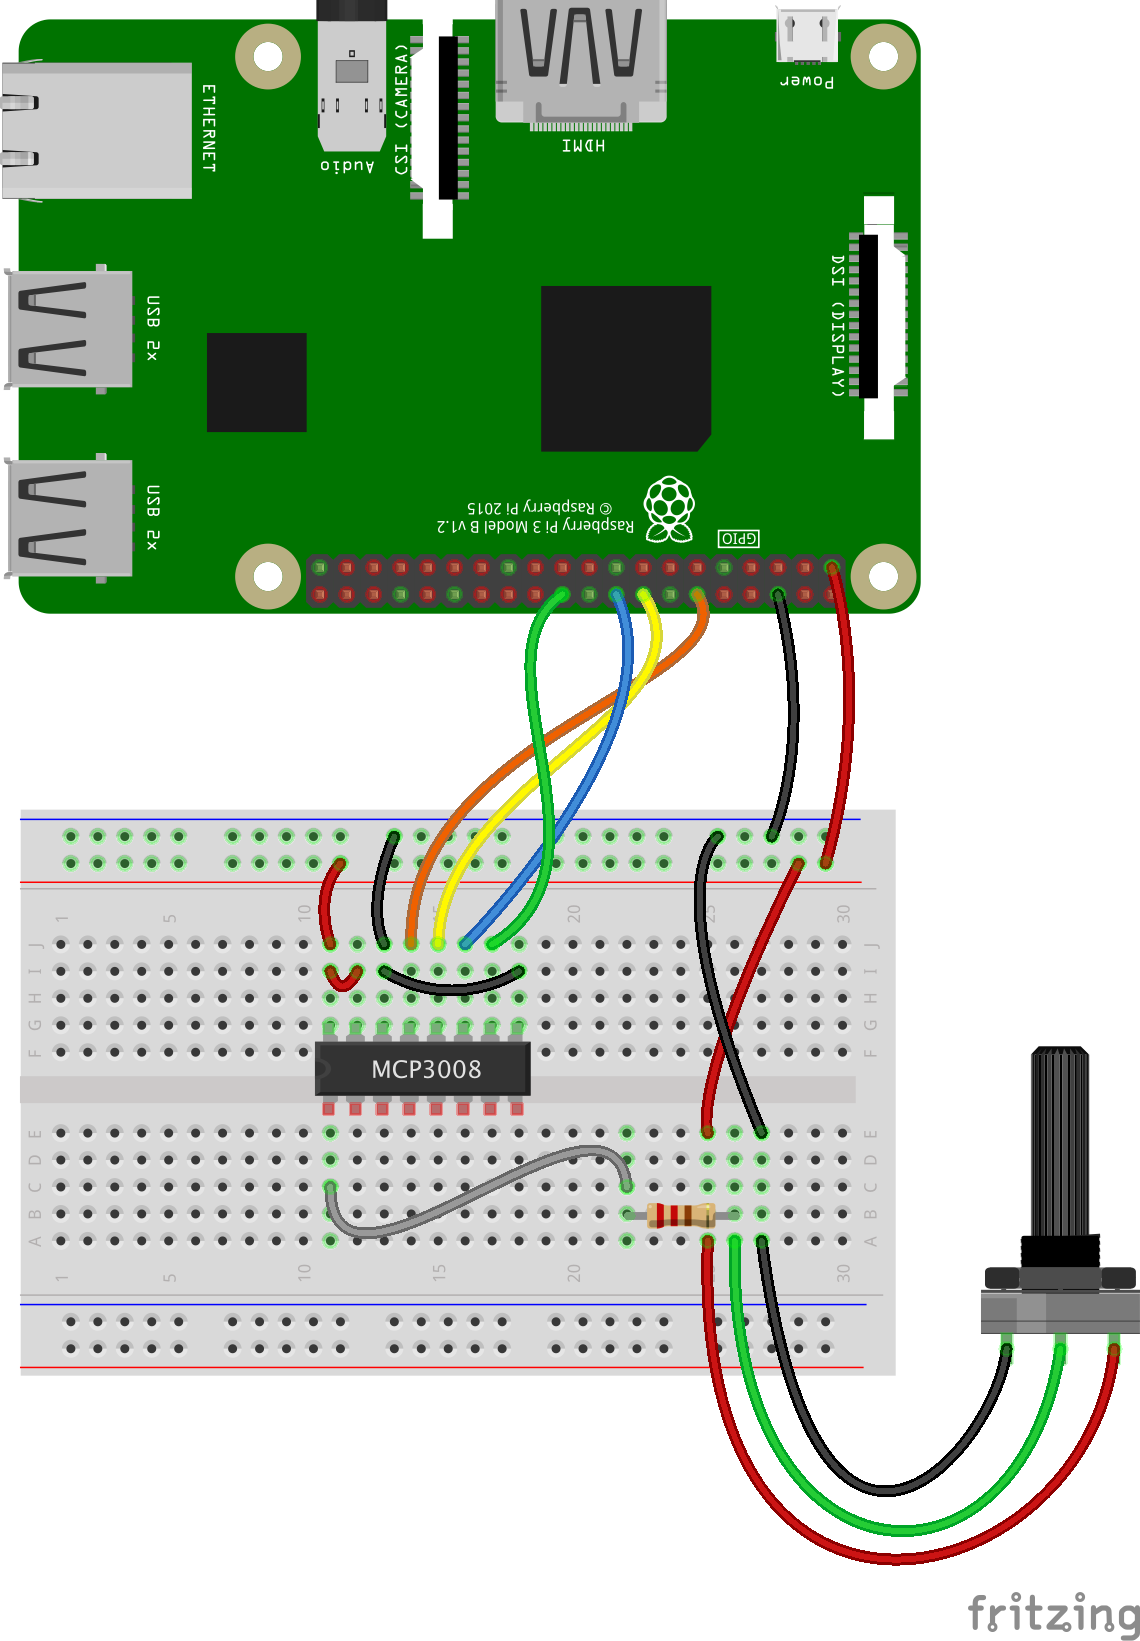 ETHERNET
Audio
CSI (CAMERA)
HDMI
Power
USB 2x
DSI (DISPLAY)
USB 2x
© Raspberry Pi 2015
Raspberry Pi 3 Model B v1.2
GPIO
1 5 10 15 20 25 30
J J
I I
H H
G G
F F
MCP3008
E E
D D
C C
B B
A A
1 5 10 15 20 30
fritzing